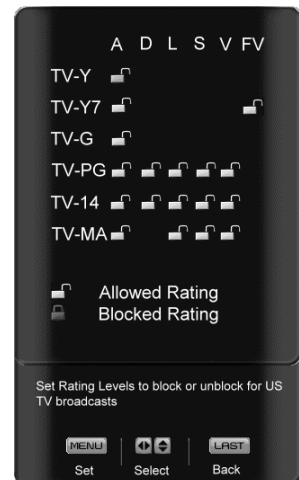 A D L S V FV
TV-Y
TV-Y7
TV-G
TV-PG
TV-14
TV-MA
Allowed Rating
Blocked Rating
Set Rating Levels to block or unblock for US
TV broadcasts
MENU LAST
Set Select Back